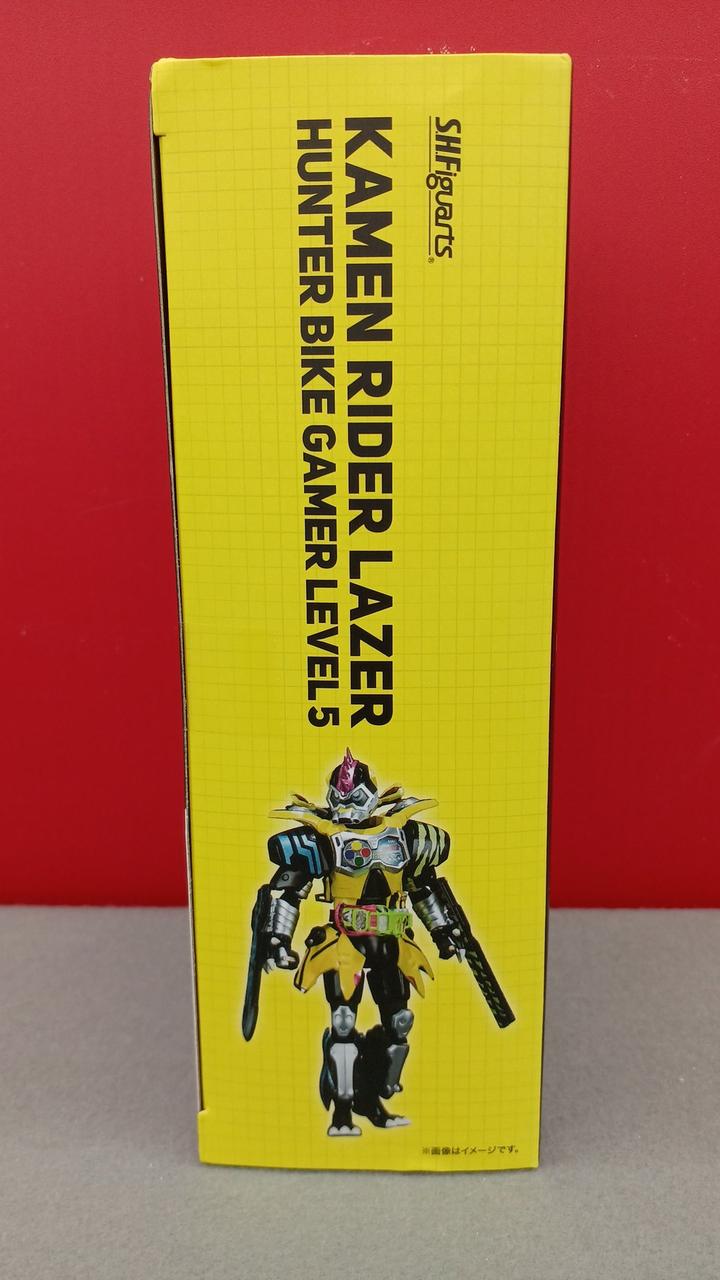 S.H.Figuarts®
KAMEN RIDER LAZER
HUNTER BIKE GAMER LEVEL 5
※画像はイメージです。